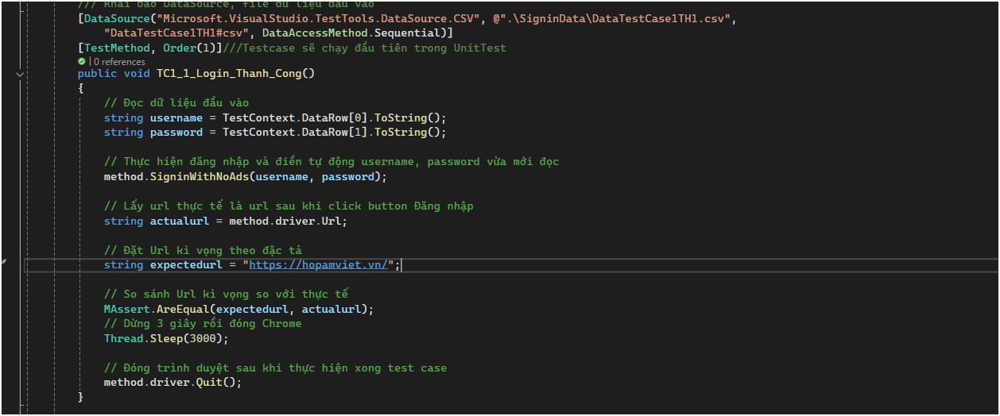 /// Khai báo DataSource, file dữ liệu đầu vào
[DataSource("Microsoft.VisualStudio.TestTools.DataSource.CSV", @".\SigninData\DataTestCase1TH1.csv",
"DataTestCase1TH1#csv", DataAccessMethod.Sequential)]
[TestMethod, Order(1)]///Testcase sẽ chạy đầu tiên trong UnitTest
| 0 references
public void TC1_1_Login_Thanh_Cong()
{
// Đọc dữ liệu đầu vào
string username = TestContext.DataRow[0].ToString();
string password = TestContext.DataRow[1].ToString();
// Thực hiện đăng nhập và điền tự động username, password vừa mới đọc
method.SigninWithNoAds(username, password);
// Lấy url thực tế là url sau khi click button Đăng nhập
string actualurl = method.driver.Url;
// Đặt Url kì vọng theo đặc tả
string expectedurl = "https://hopamviet.vn/";
// So sánh Url kì vọng so với thực tế
MAssert.AreEqual(expectedurl, actualurl);
// Dừng 3 giây rồi đóng Chrome
Thread.Sleep(3000);
// Đóng trình duyệt sau khi thực hiện xong test case
method.driver.Quit();
}